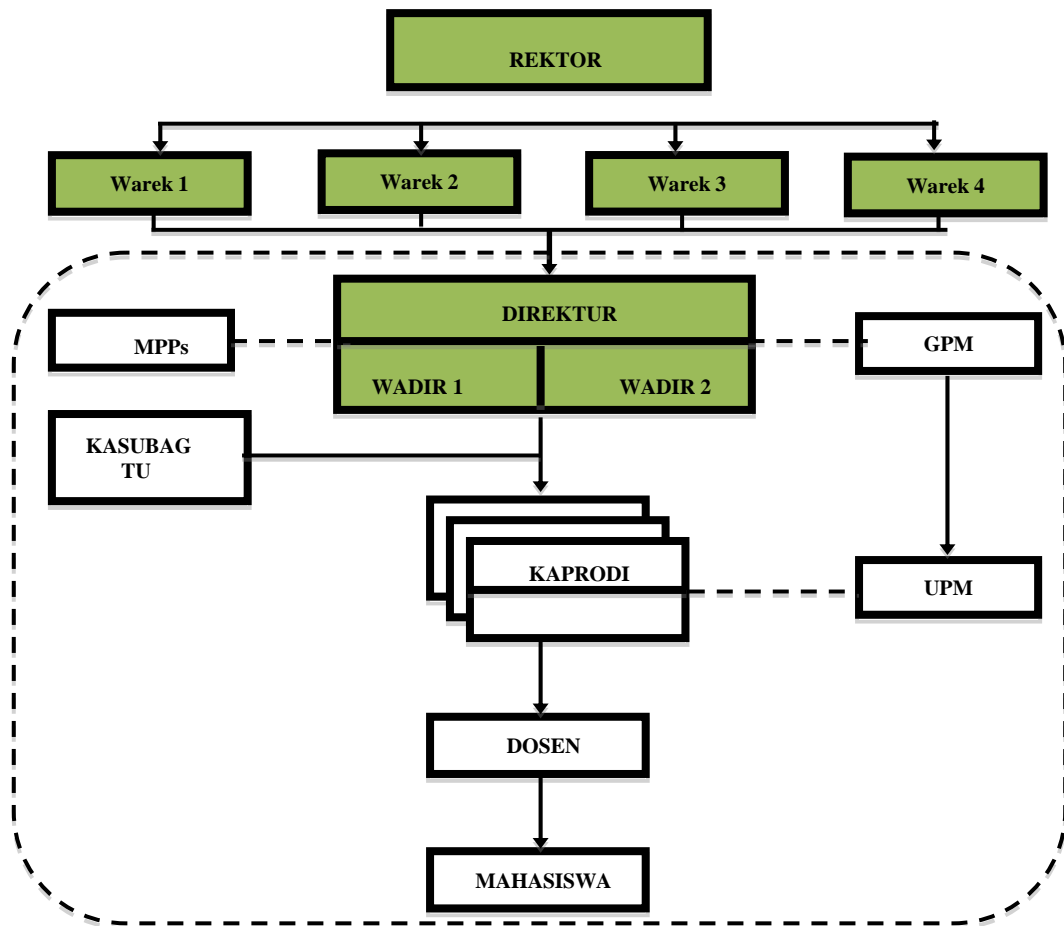 REKTOR
Warek 1
Warek 2
Warek 3
Warek 4
DIREKTUR
MPPs
GPM
WADIR 1
WADIR 2
KASUBAG
TU
KAPRODI
UPM
DOSEN
MAHASISWA